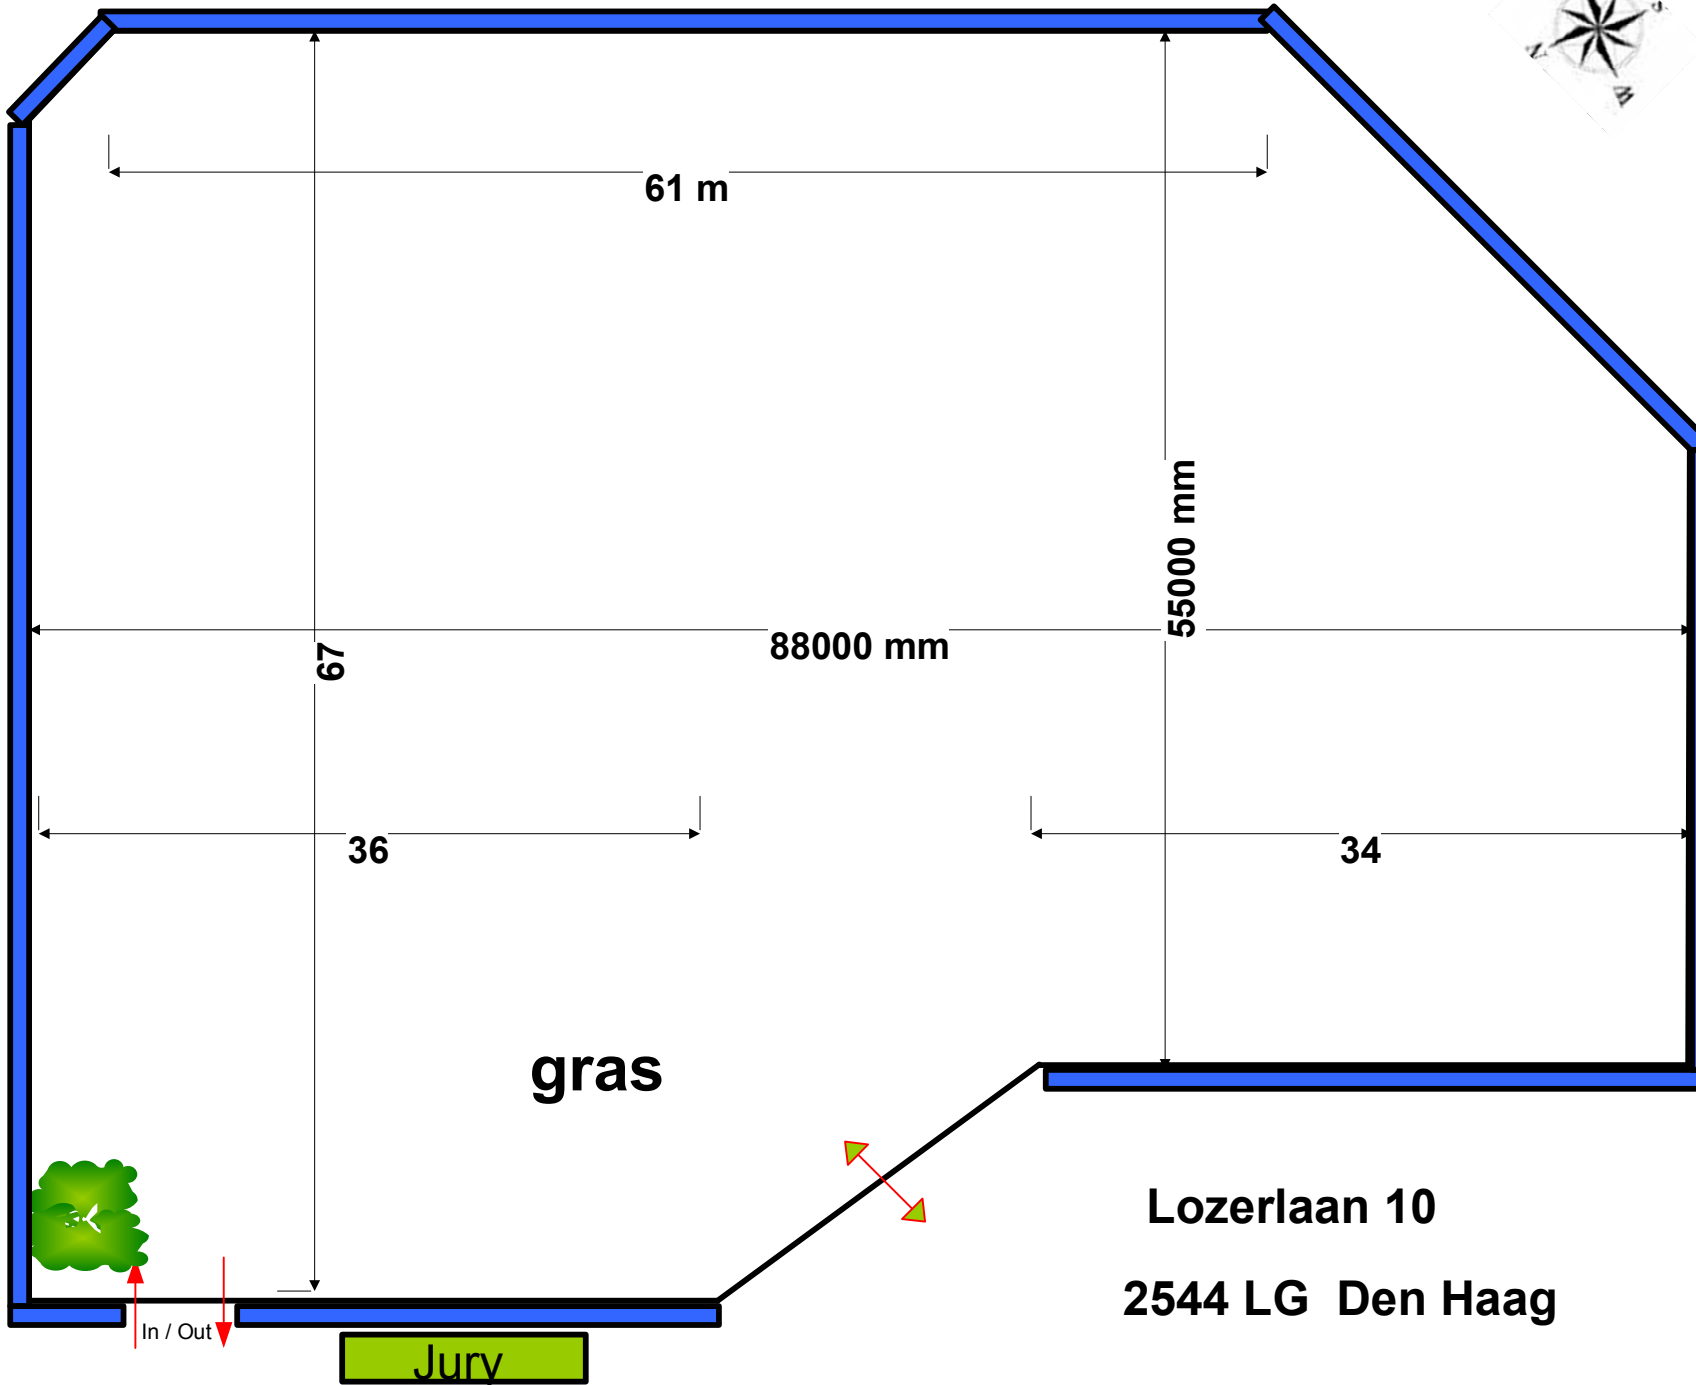 S
N
W
61 m
55000 mm
88000 mm
67
36
34
gras
Lozerlaan 10
2544 LG Den Haag
In / Out
Jury